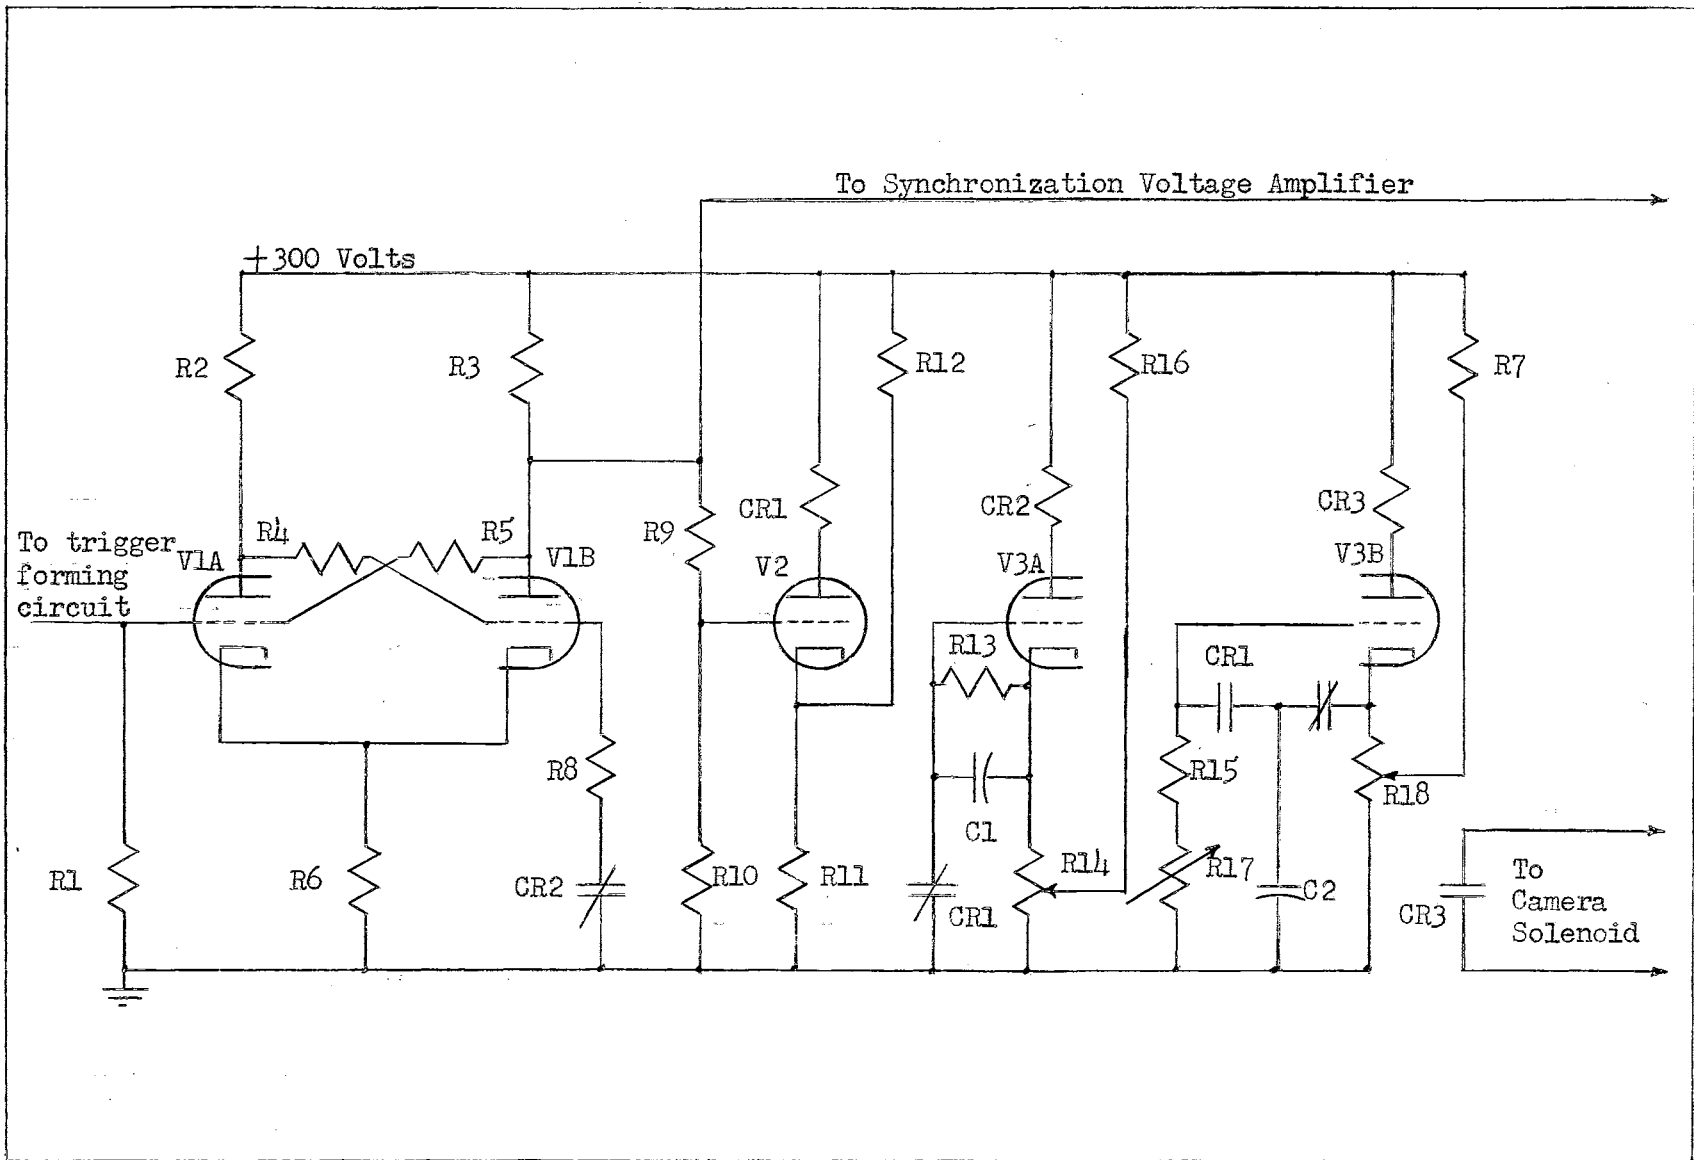 To Synchronization Voltage Amplifier
+300 Volts
R2
R3
R12
R16
R7
CR1
CR2
CR3
R4
R5
R9
To trigger
forming
circuit
V1A
V1B
V2
V3A
V3B
R13
CR1
R8
R15
R18
C1
R1
R6
CR2
R10
R11
CR1
R14
R17
C2
CR3
To
Camera
Solenoid